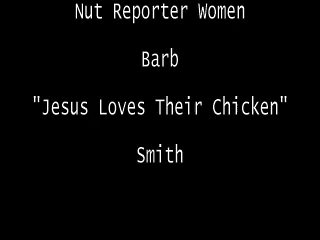 Nut Reporter Women
Barb
"Jesus Loves Their Chicken"
Smith